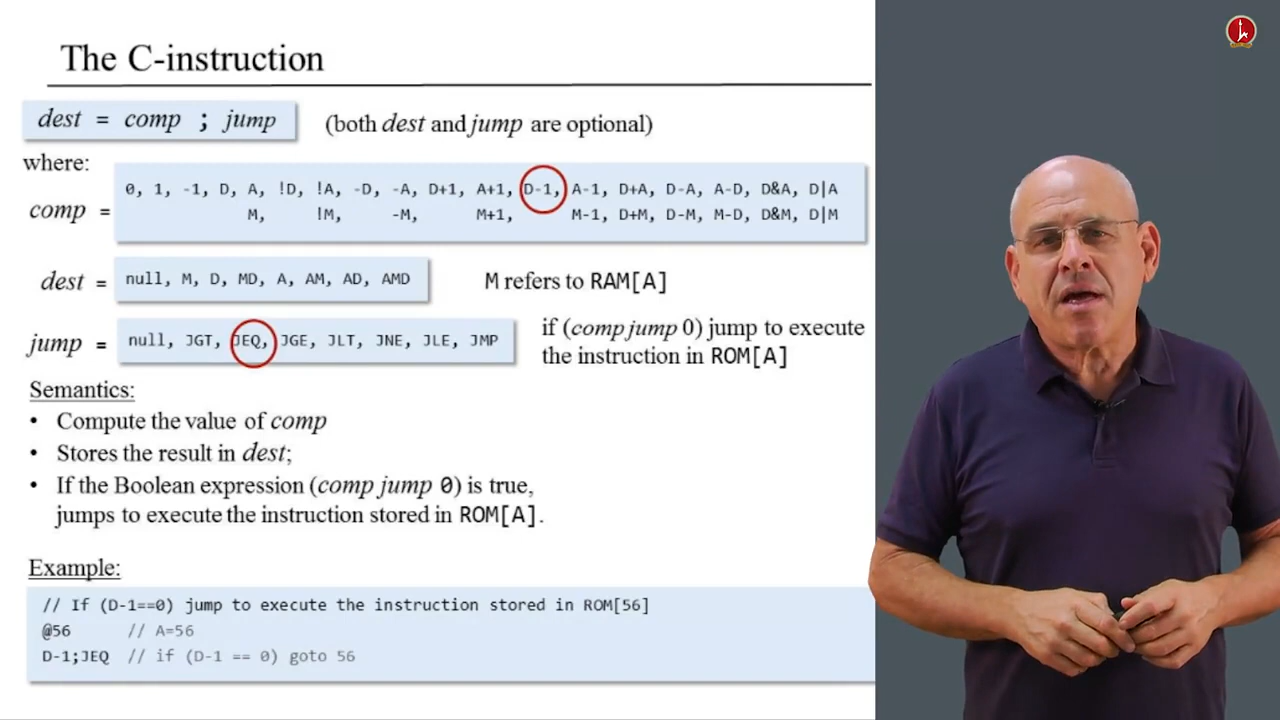 The C-instruction
dest = comp ; jump (both dest and jump are optional)
where:
comp =
0, 1, -1, D, A, !D, !A, -D, -A, D+1, A+1, D-1, A-1, D+A, D-A, A-D, D&A, D|A
M, !M, -M, M+1, M-1, D+M, D-M, M-D, D&M, D|M
dest = null, M, D, MD, A, AM, AD, AMD M refers to RAM[A]
jump = null, JGT, JEQ, JGE, JLT, JNE, JLE, JMP
if (comp jump 0) jump to execute
the instruction in ROM[A]
Semantics:
• Compute the value of comp
• Stores the result in dest;
• If the Boolean expression (comp jump 0) is true,
jumps to execute the instruction stored in ROM[A].
Example:
// If (D-1==0) jump to execute the instruction stored in ROM[56]
@56 // A=56
D-1;JEQ // if (D-1 == 0) goto 56